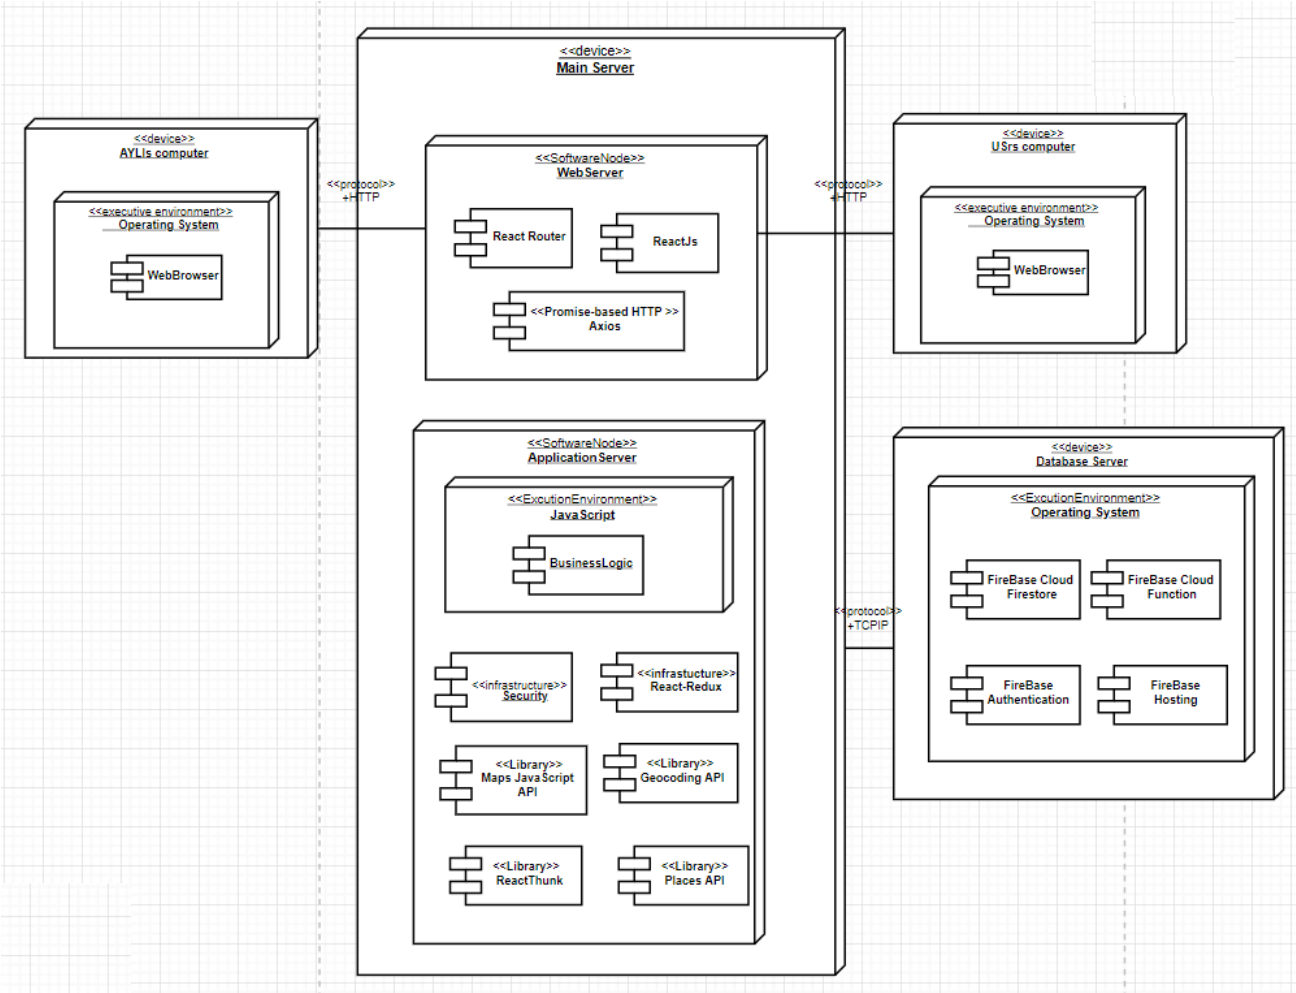 <<device>>
Main Server
<<device>>
AYLIs computer
<<executive environment>>
Operating System
WebBrowser
<<protocol>>
+HTTP
<<SoftwareNode>>
WebServer
React Router
ReactJs
<<Promise-based HTTP >>
Axios
<<protocol>>
+HTTP
<<device>>
USrs computer
<<executive environment>>
Operating System
WebBrowser
<<SoftwareNode>>
ApplicationServer
<<ExcutionEnvironment>>
JavaScript
BusinessLogic
<<infrastructure>>
Security
<<infrastucture>>
React-Redux
<<Library>>
Maps JavaScript
API
<<Library>>
Geocoding API
<<Library>>
ReactThunk
<<Library>>
Places API
<<protocol>>
+TCPIP
<<device>>
Database Server
<<ExcutionEnvironment>>
Operating System
FireBase Cloud
Firestore
FireBase Cloud
Function
FireBase
Authentication
FireBase
Hosting